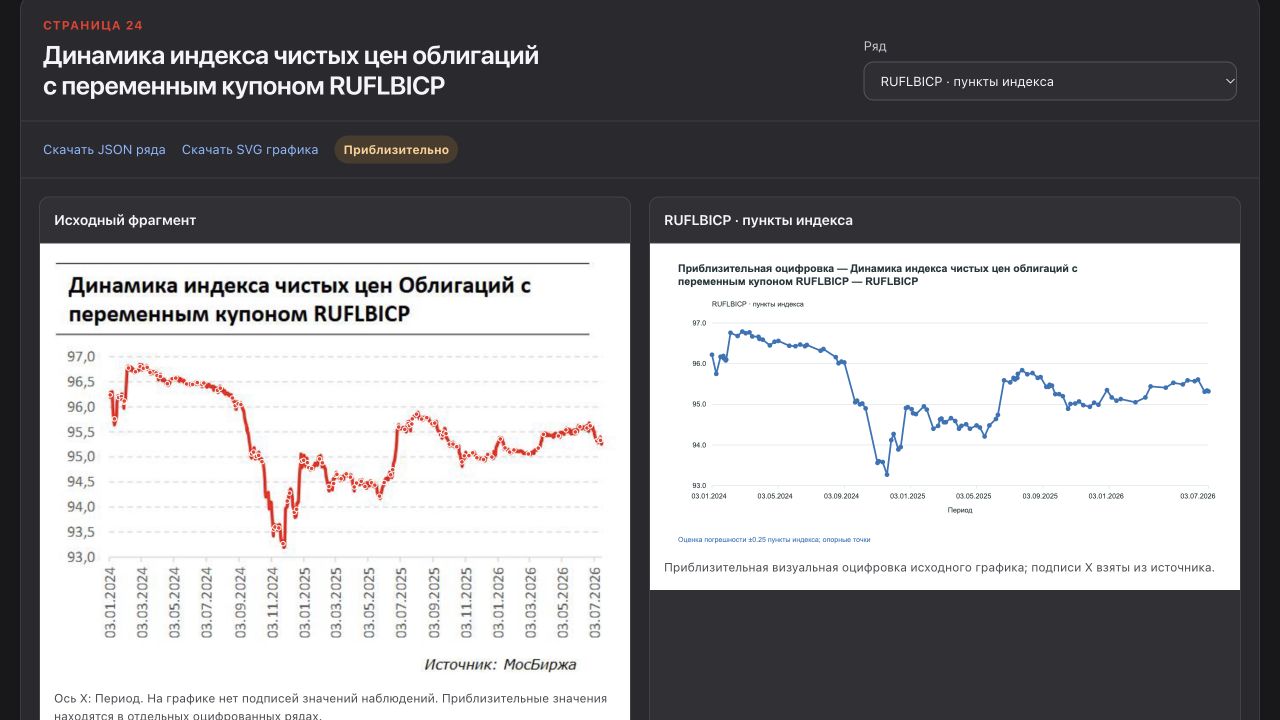 СТРАНИЦА 24
Динамика индекса чистых цен облигаций
с переменным купоном RUFLBICP
Ряд
RUFLBICP · пункты индекса
Скачать JSON ряда
Скачать SVG графика
Приблизительно
Исходный фрагмент
Динамика индекса чистых цен Облигаций с
переменным купоном RUFLBICP
97,0
96,5
96,0
95,5
95,0
94,5
94,0
93,5
93,0
03.01.2024
03.03.2024
03.05.2024
03.07.2024
03.09.2024
03.11.2024
03.01.2025
03.03.2025
03.05.2025
03.07.2025
03.09.2025
03.11.2025
03.01.2026
03.03.2026
03.05.2026
03.07.2026
Источник: МосБиржа
Ось X: Период. На графике нет подписей значений наблюдений. Приблизительные значения
находятся в отдельных оцифрованных рядах.
RUFLBICP · пункты индекса
Приблизительная оцифровка — Динамика индекса чистых цен облигаций с
переменным купоном RUFLBICP — RUFLBICP
RUFLBICP · пункты индекса
97.0
96.0
95.0
94.0
93.0
03.01.2024
03.05.2024
03.09.2024
03.01.2025
03.05.2025
03.09.2025
03.01.2026
03.07.2026
Период
Оценка погрешности ±0.25 пункты индекса; опорные точки
Приблизительная визуальная оцифровка исходного графика; подписи X взяты из источника.